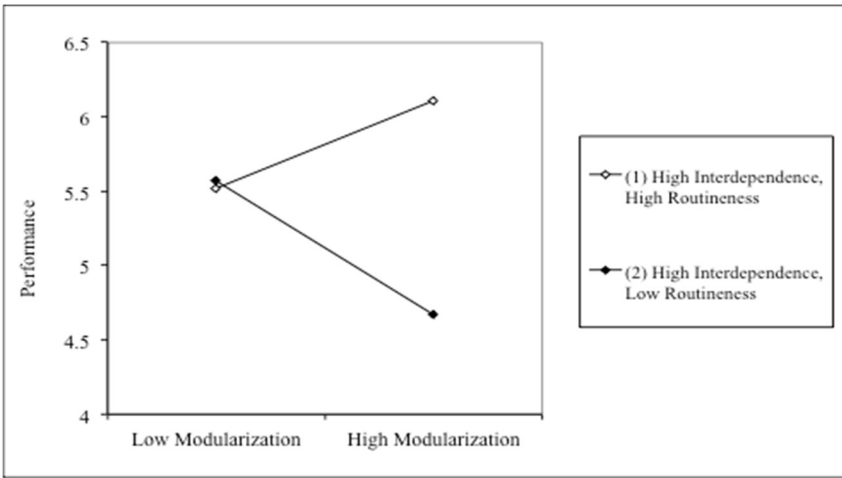 6.5
6
5.5
5
4.5
4
Performance
Low Modularization
High Modularization
(1) High Interdependence,
High Routineness
(2) High Interdependence,
Low Routineness